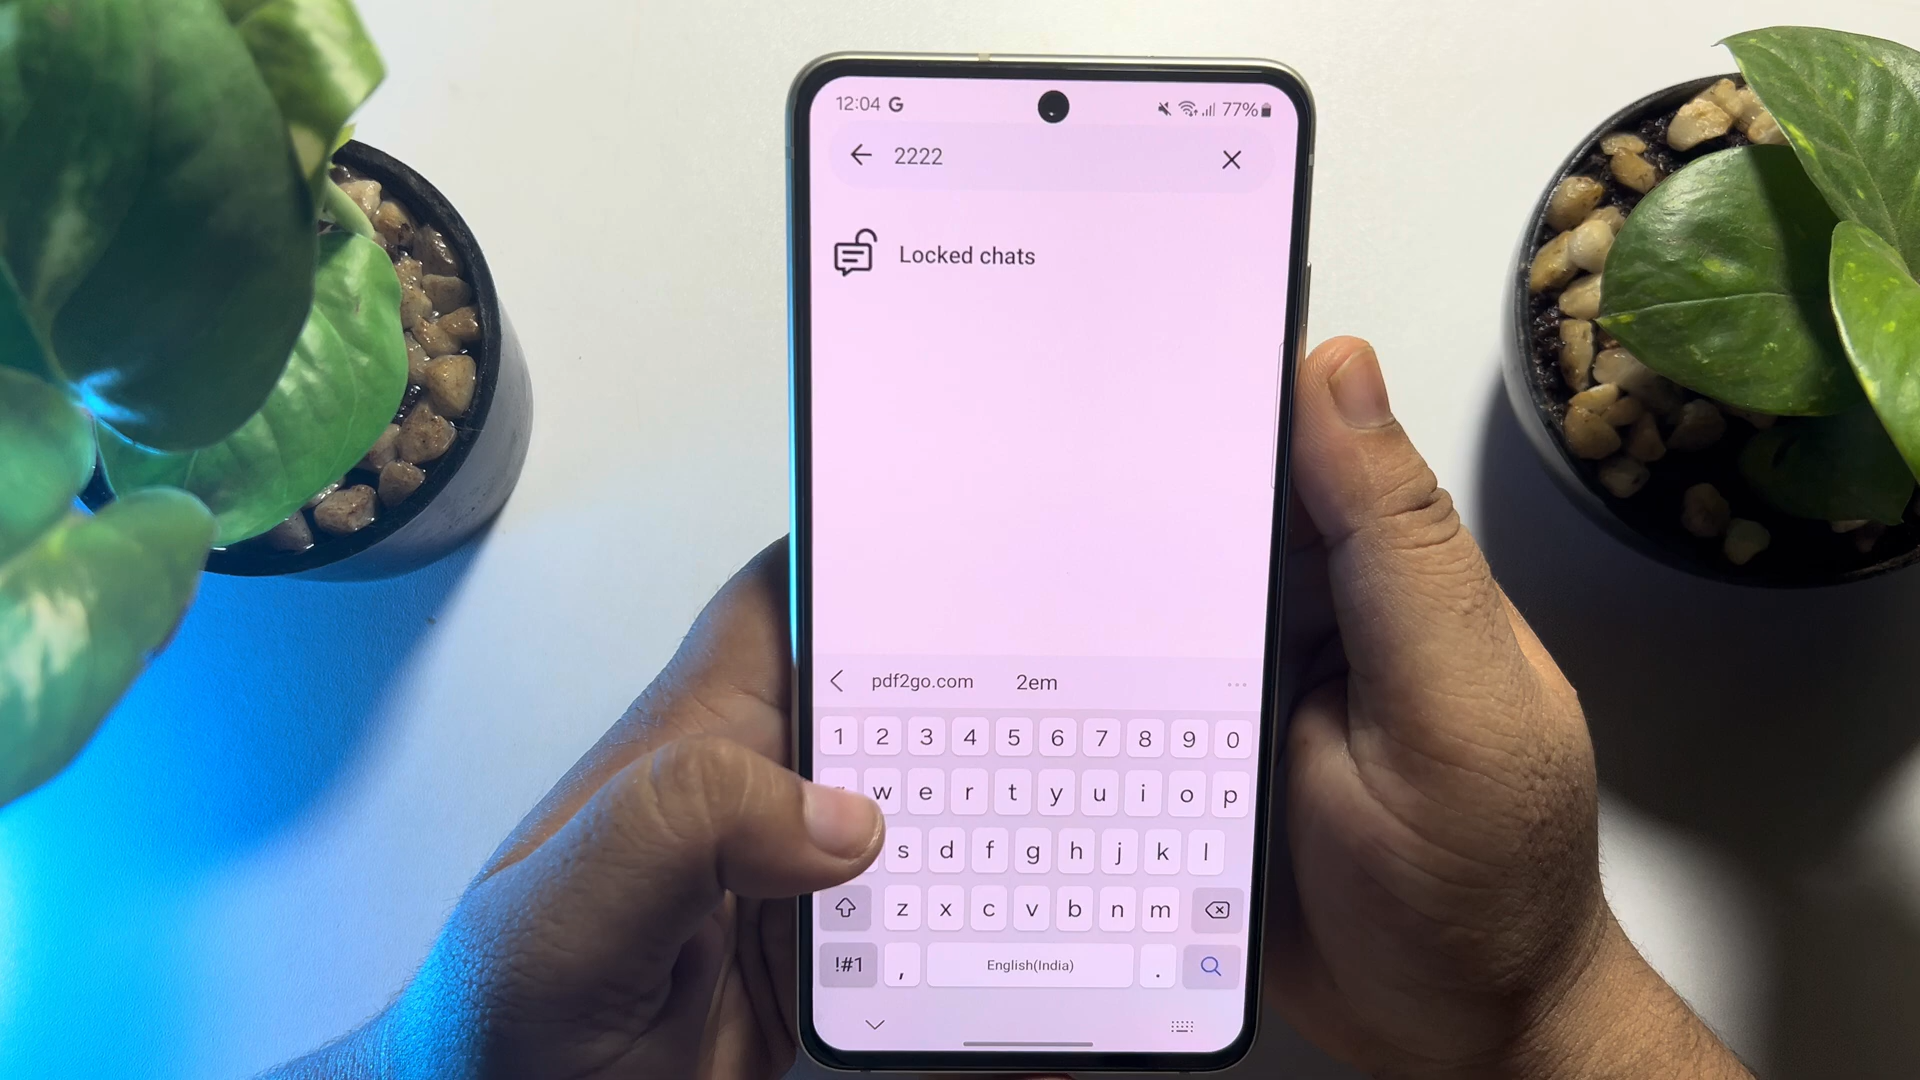 12:04 G 77%
2222
Locked chats
pdf2go.com 2em ...
1 2 3 4 5 6 7 8 9 0
w e r t y u i o p
s d f g h j k l
z x c v b n m
!#1 , English(India) .